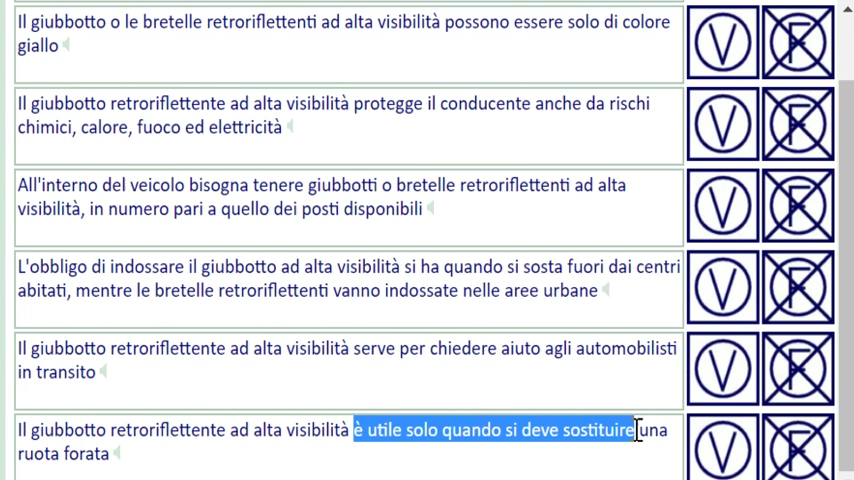 Il giubbotto o le bretelle retroriflettenti ad alta visibilità possono essere solo di colore
giallo
V F
Il giubbotto retroriflettente ad alta visibilità protegge il conducente anche da rischi
chimici, calore, fuoco ed elettricità
V F
All'interno del veicolo bisogna tenere giubbotti o bretelle retroriflettenti ad alta
visibilità, in numero pari a quello dei posti disponibili
V F
L'obbligo di indossare il giubbotto ad alta visibilità si ha quando si sosta fuori dai centri
abitati, mentre le bretelle retroriflettenti vanno indossate nelle aree urbane
V F
Il giubbotto retroriflettente ad alta visibilità serve per chiedere aiuto agli automobilisti
in transito
V F
Il giubbotto retroriflettente ad alta visibilità è utile solo quando si deve sostituire una
ruota forata
V F